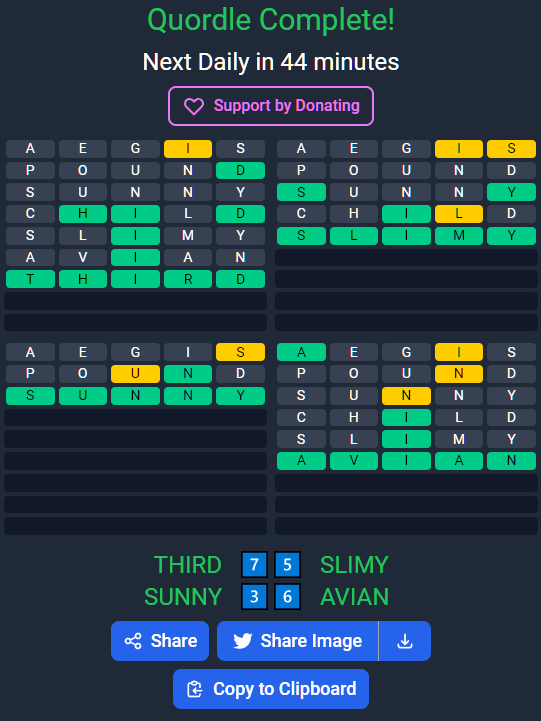 Quordle Complete!
Next Daily in 44 minutes
Support by Donating
A E G I S
P O U N D
S U N N Y
C H I L D
S L I M Y
A V I A N
T H I R D
A E G I S
P O U N D
S U N N Y
C H I L D
S L I M Y
A E G I S
P O U N D
S U N N Y
A E G I S
P O U N D
S U N N Y
C H I L D
S L I M Y
A V I A N
THIRD 7 5 SLIMY
SUNNY 3 6 AVIAN
Share Share Image
Copy to Clipboard